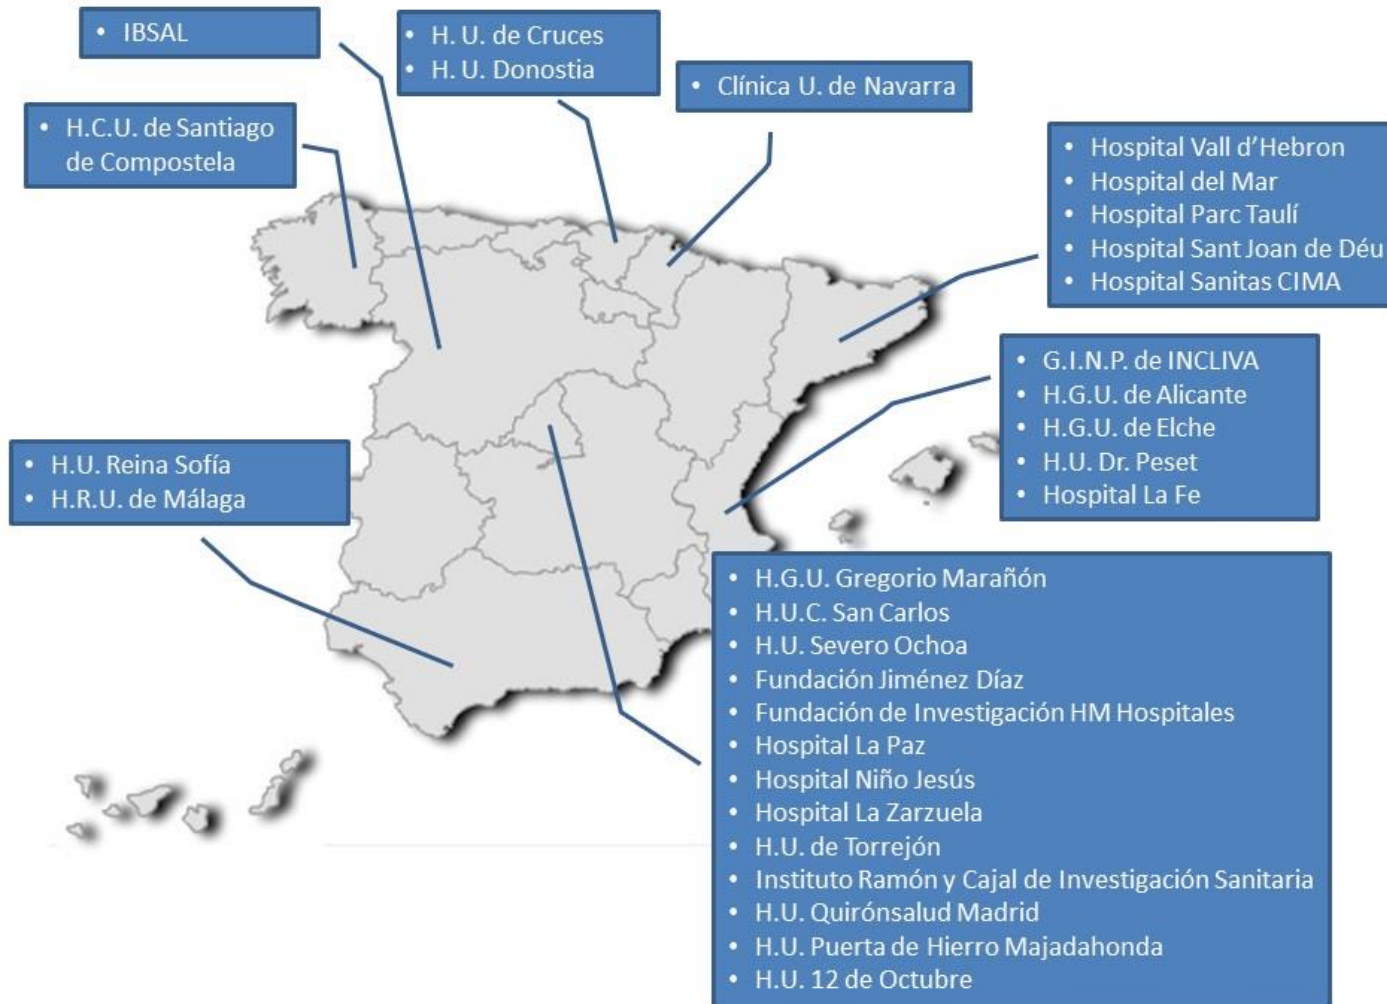 • IBSAL
• H. U. de Cruces
• H. U. Donostia
• Clínica U. de Navarra
• H.C.U. de Santiago
de Compostela
• Hospital Vall d’Hebron
• Hospital del Mar
• Hospital Parc Taulí
• Hospital Sant Joan de Déu
• Hospital Sanitas CIMA
• G.I.N.P. de INCLIVA
• H.G.U. de Alicante
• H.G.U. de Elche
• H.U. Dr. Peset
• Hospital La Fe
• H.U. Reina Sofía
• H.R.U. de Málaga
• H.G.U. Gregorio Marañón
• H.U.C. San Carlos
• H.U. Severo Ochoa
• Fundación Jiménez Díaz
• Fundación de Investigación HM Hospitales
• Hospital La Paz
• Hospital Niño Jesús
• Hospital La Zarzuela
• H.U. de Torrejón
• Instituto Ramón y Cajal de Investigación Sanitaria
• H.U. Quirónsalud Madrid
• H.U. Puerta de Hierro Majadahonda
• H.U. 12 de Octubre